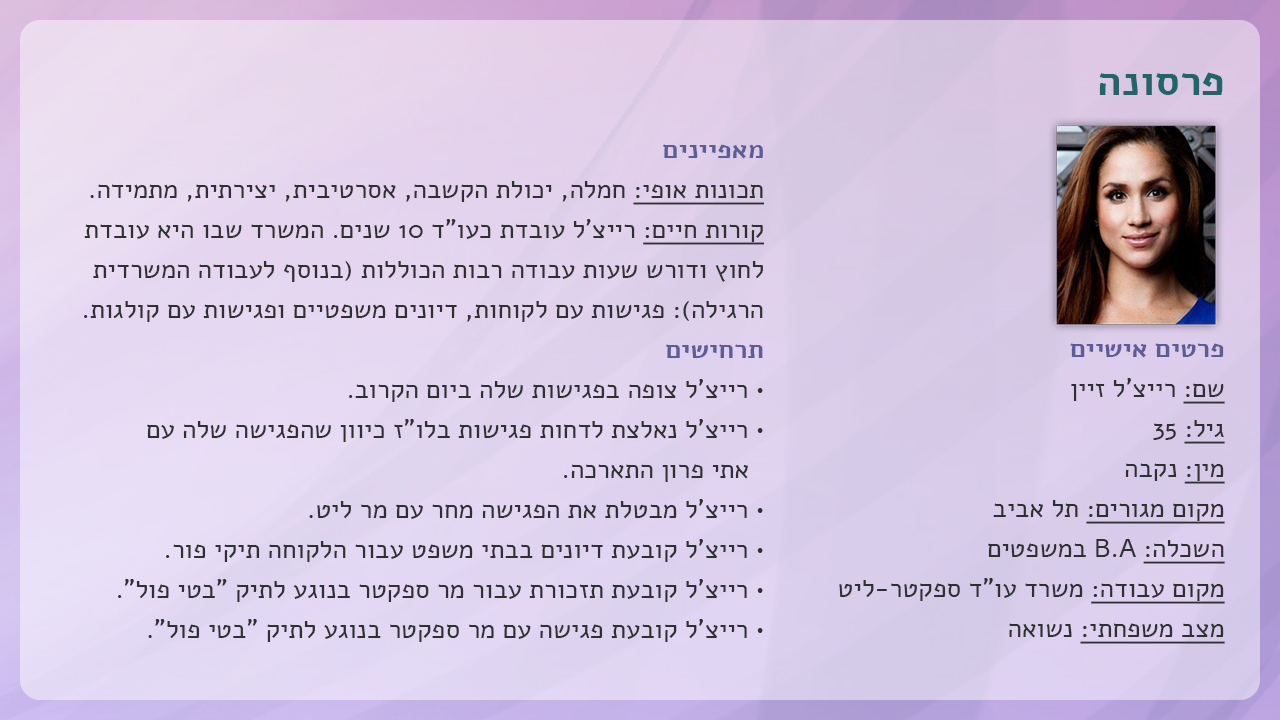 פרסונה
פרטים אישיים
שם: רייצ'ל זיין
גיל: 35
מין: נקבה
מקום מגורים: תל אביב
השכלה: B.A במשפטים
מקום עבודה: משרד עו"ד ספקטר-ליט
מצב משפחתי: נשואה
מאפיינים
תכונות אופי: חמלה, יכולת הקשבה, אסרטיבית, יצירתית, מתמידה.
קורות חיים: רייצ'ל עובדת כעו"ד 10 שנים. המשרד שבו היא עובדת
לחוץ ודורש שעות עבודה רבות הכוללות (בנוסף לעבודה המשרדית
הרגילה): פגישות עם לקוחות, דיונים משפטיים ופגישות עם קולגות.
תרחישים
• רייצ'ל צופה בפגישות שלה ביום הקרוב.
• רייצ'ל נאלצת לדחות פגישות בלו"ז כיוון שהפגישה שלה עם
אתי פרון התארכה.
• רייצ'ל מבטלת את הפגישה מחר עם מר ליט.
• רייצ'ל קובעת דיונים בבתי משפט עבור הלקוחה תיקי פור.
• רייצ'ל קובעת תזכורת עבור מר ספקטר בנוגע לתיק "בטי פול".
• רייצ'ל קובעת פגישה עם מר ספקטר בנוגע לתיק "בטי פול".